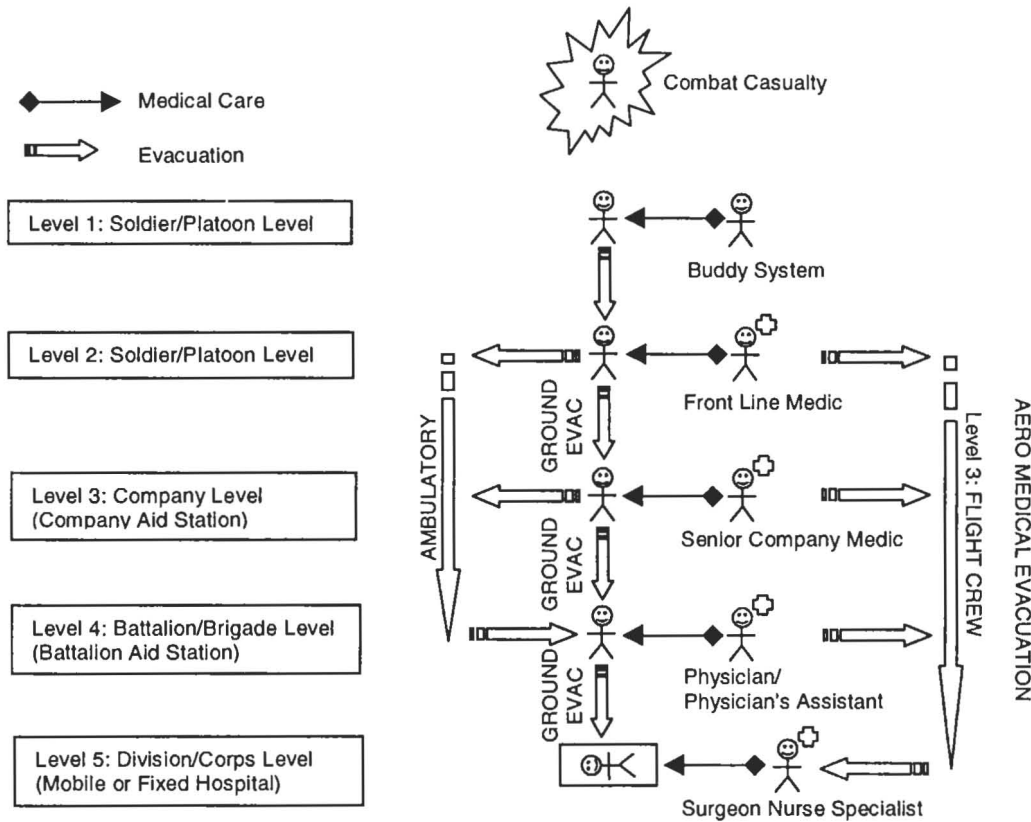 Combat Casualty
Medical Care
Evacuation
Level 1: Soldier/Platoon Level
Buddy System
Level 2: Soldier/Platoon Level
Front Line Medic
GROUND
EVAC
AMBULATORY
Level 3: Company Level
(Company Aid Station)
Senior Company Medic
GROUND
EVAC
Level 3: FLIGHT CREW
AERO MEDICAL EVACUATION
Level 4: Battalion/Brigade Level
(Battalion Aid Station)
Physician/
Physician's Assistant
GROUND
EVAC
Level 5: Division/Corps Level
(Mobile or Fixed Hospital)
Surgeon Nurse Specialist